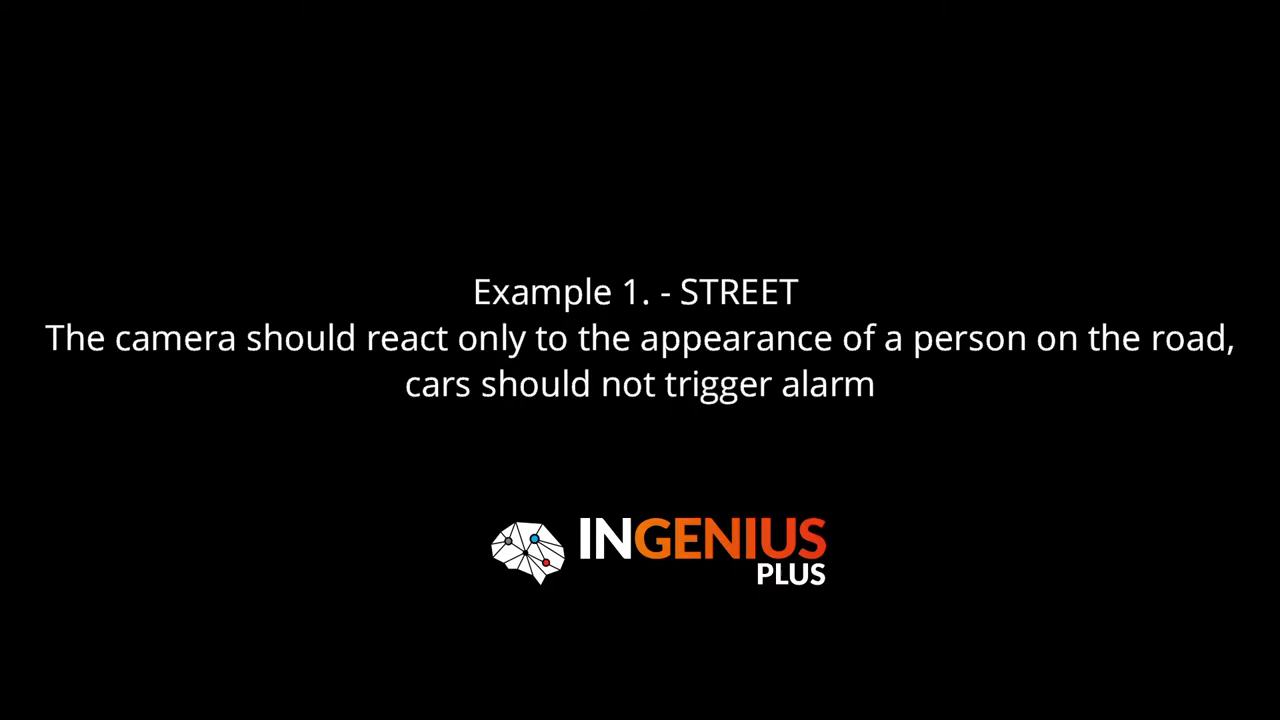 Example 1. - STREET
The camera should react only to the appearance of a person on the road,
cars should not trigger alarm
INGENIUS
PLUS